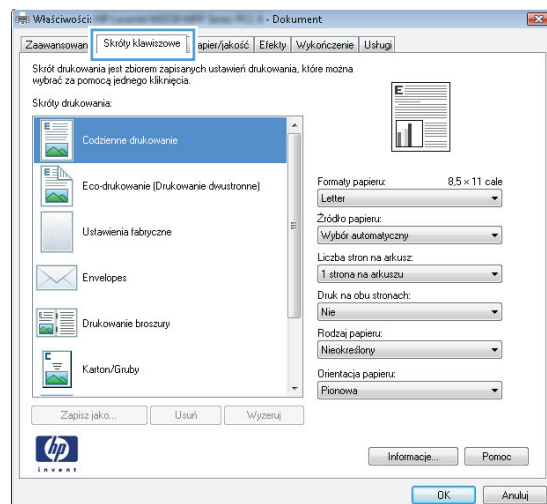 Właściwości: - Dokument
Zaawansowan Skróty klawiszowe apier/jakość Efekty Wykończenie Usługi
Skrót drukowania jest zbiorem zapisanych ustawień drukowania, które można
wybrać za pomocą jednego kliknięcia.
Skróty drukowania:
Codzienne drukowanie
Eco-drukowanie (Drukowanie dwustronne)
Ustawienia fabryczne
Envelopes
Drukowanie broszury
Karton/Gruby
Zapisz jako... Usuń Wyzeruj
E
Formaty papieru: 8,5 × 11 cale
Letter
Źródło papieru:
Wybór automatyczny
Liczba stron na arkusz:
1 strona na arkuszu
Druk na obu stronach:
Nie
Rodzaj papieru:
Nieokreślony
Orientacja papieru:
Pionowa
hp
invent
Informacje... Pomoc
OK Anuluj